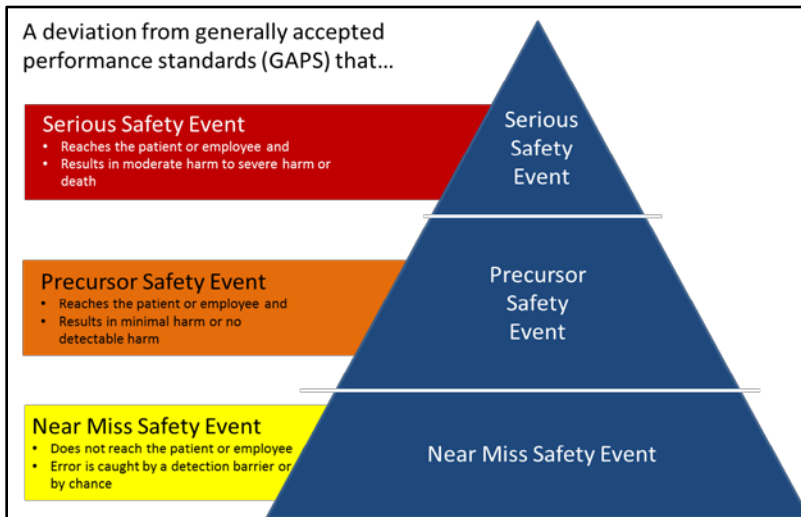 A deviation from generally accepted
performance standards (GAPS) that...
Serious Safety Event
• Reaches the patient or employee and
• Results in moderate harm to severe harm or
death
Serious
Safety
Event
Precursor Safety Event
• Reaches the patient or employee and
• Results in minimal harm or no
detectable harm
Precursor
Safety
Event
Near Miss Safety Event
• Does not reach the patient or employee
• Error is caught by a detection barrier or
by chance
Near Miss Safety Event